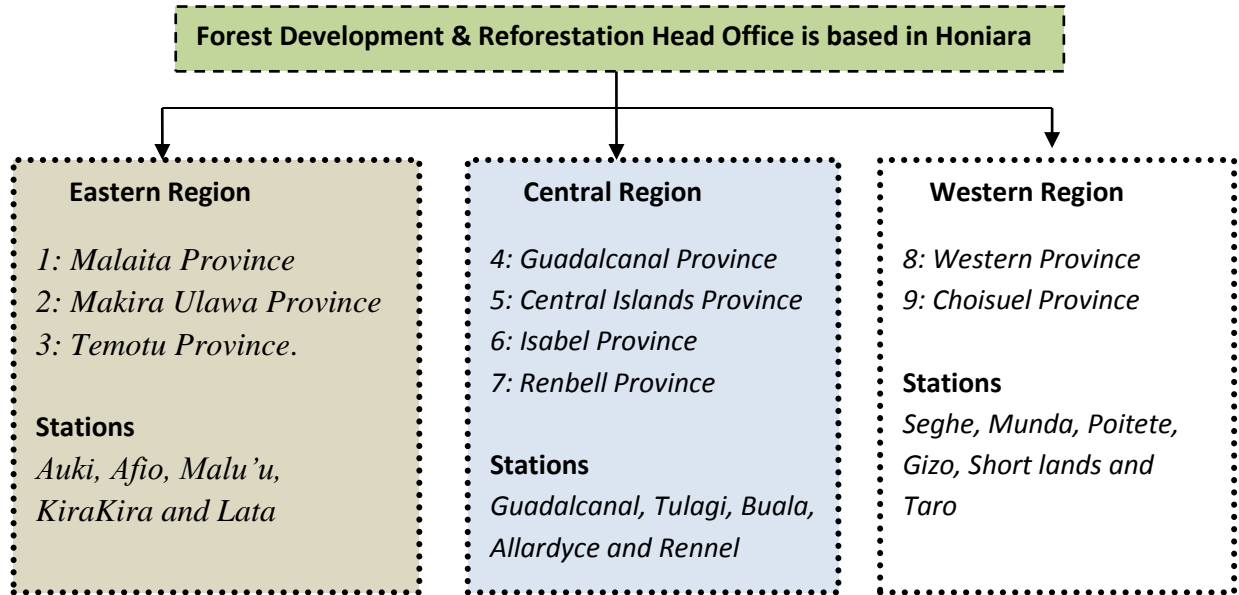 Forest Development & Reforestation Head Office is based in Honiara
Eastern Region
1: Malaita Province
2: Makira Ulawa Province
3: Temotu Province.
Stations
Auki, Afio, Malu’u,
KiraKira and Lata
Central Region
4: Guadalcanal Province
5: Central Islands Province
6: Isabel Province
7: Renbell Province
Stations
Guadalcanal, Tulagi, Buala,
Allardyce and Rennel
Western Region
8: Western Province
9: Choisuel Province
Stations
Seghe, Munda, Poitete,
Gizo, Short lands and
Taro